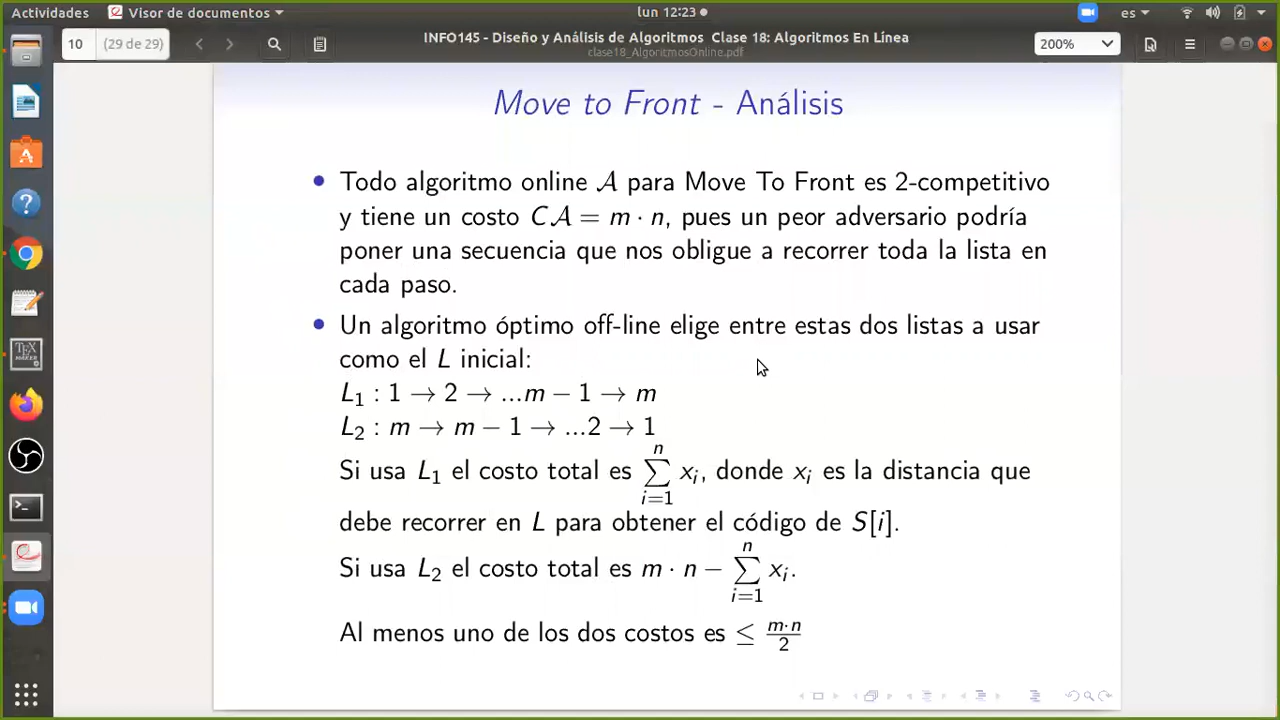 Actividades Visor de documentos lun 12:23 es
10 (29 de 29) INFO145 - Diseño y Análisis de Algoritmos Clase 18: Algoritmos En Línea 200%
clase18_AlgoritmosOnline.pdf
Move to Front - Análisis
Todo algoritmo online 𝒜 para Move To Front es 2-competitivo
y tiene un costo C𝒜 = m · n, pues un peor adversario podría
poner una secuencia que nos obligue a recorrer toda la lista en
cada paso.
Un algoritmo óptimo off-line elige entre estas dos listas a usar
como el L inicial:
L₁ : 1 → 2 → ...m − 1 → m
L₂ : m → m − 1 → ...2 → 1
Si usa L₁ el costo total es ∑ⁿᵢ₌₁ xᵢ, donde xᵢ es la distancia que
debe recorrer en L para obtener el código de S[i].
Si usa L₂ el costo total es m · n − ∑ⁿᵢ₌₁ xᵢ.
Al menos uno de los dos costos es ≤ m·n/2